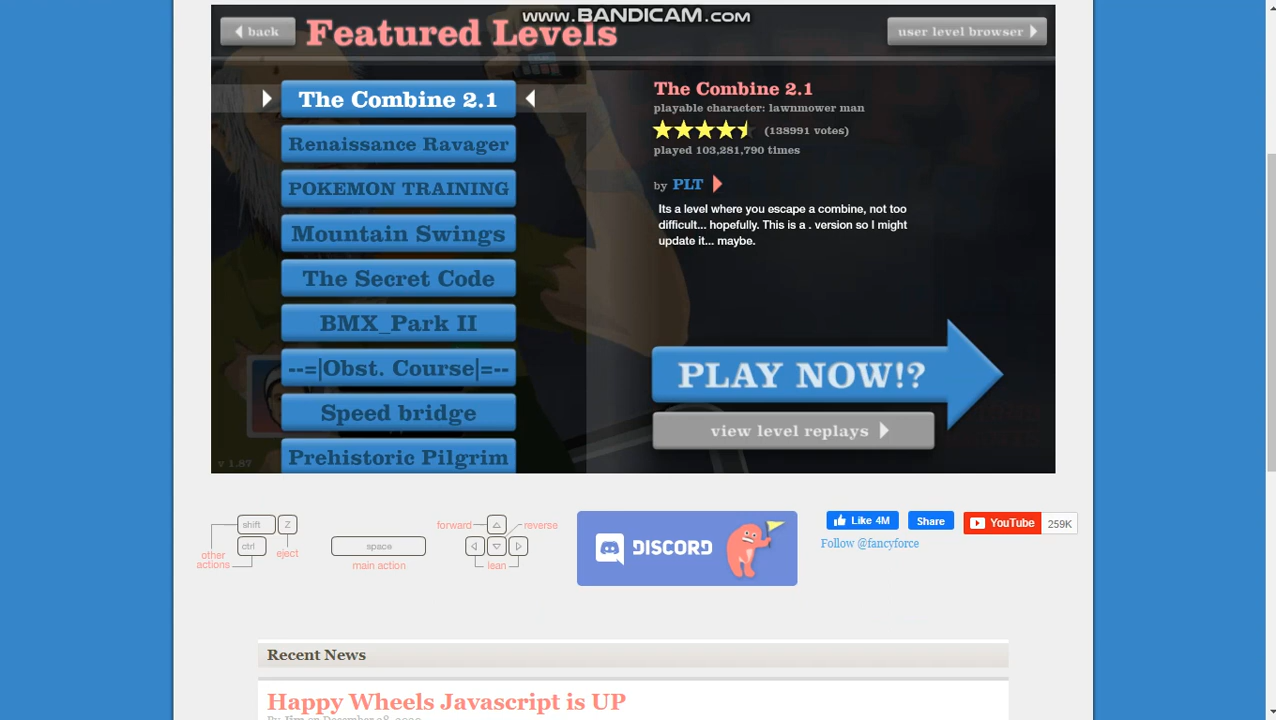 www.BANDICAM.com
back
Featured Levels
user level browser
The Combine 2.1
Renaissance Ravager
POKEMON TRAINING
Mountain Swings
The Secret Code
BMX_Park II
--=|Obst. Course|=--
Speed bridge
Prehistoric Pilgrim
v 1.87
The Combine 2.1
playable character: lawnmower man
(138991 votes)
played 103,281,790 times
by PLT
Its a level where you escape a combine, not too
difficult... hopefully. This is a . version so I might
update it... maybe.
PLAY NOW!?
view level replays
shift
Z
ctrl
other
actions
eject
space
main action
forward
reverse
lean
DISCORD
Like 4M
Share
YouTube
259K
Follow @fancyforce
Recent News
Happy Wheels Javascript is UP